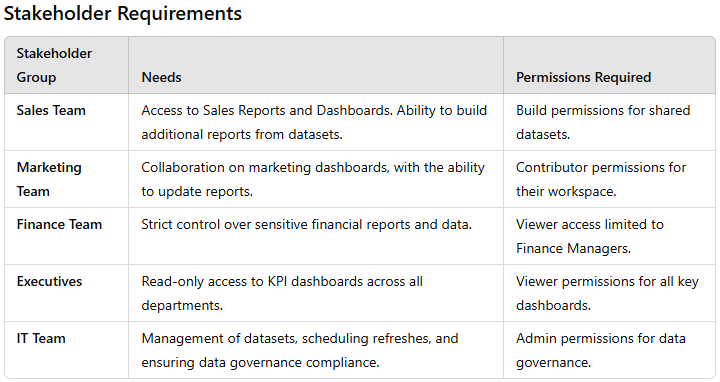 Stakeholder Requirements
Stakeholder
Group
Needs
Permissions Required
Sales Team
Access to Sales Reports and Dashboards. Ability to build
additional reports from datasets.
Build permissions for shared
datasets.
Marketing
Team
Collaboration on marketing dashboards, with the ability
to update reports.
Contributor permissions for
their workspace.
Finance Team
Strict control over sensitive financial reports and data.
Viewer access limited to
Finance Managers.
Executives
Read-only access to KPI dashboards across all
departments.
Viewer permissions for all key
dashboards.
IT Team
Management of datasets, scheduling refreshes, and
ensuring data governance compliance.
Admin permissions for data
governance.